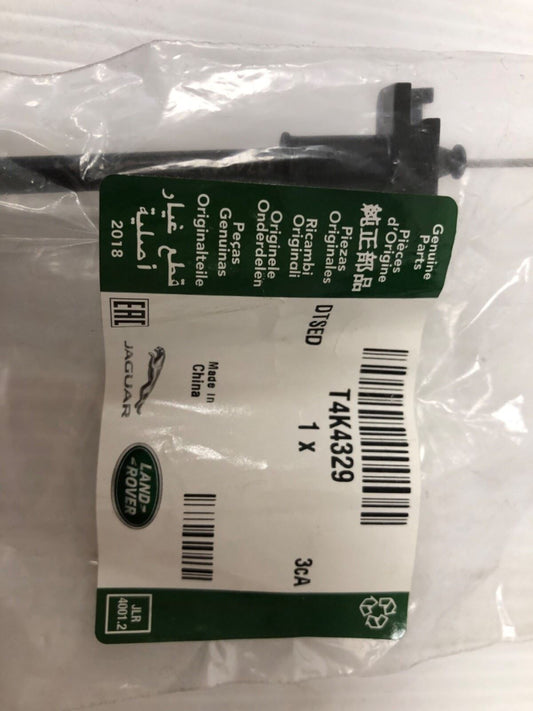 Genuine
Parts
Pièces
d'Origine
純正部品
Piezas
Originales
Ricambi
Originali
Originele
Onderdelen
Peças
Genuinas
Originalteile
قطع غيار
أصلية
2018
DTSED
T4K4329
1 x
3cA
Made in
China
EAC
JAGUAR
LAND
ROVER
JLR
4001.2